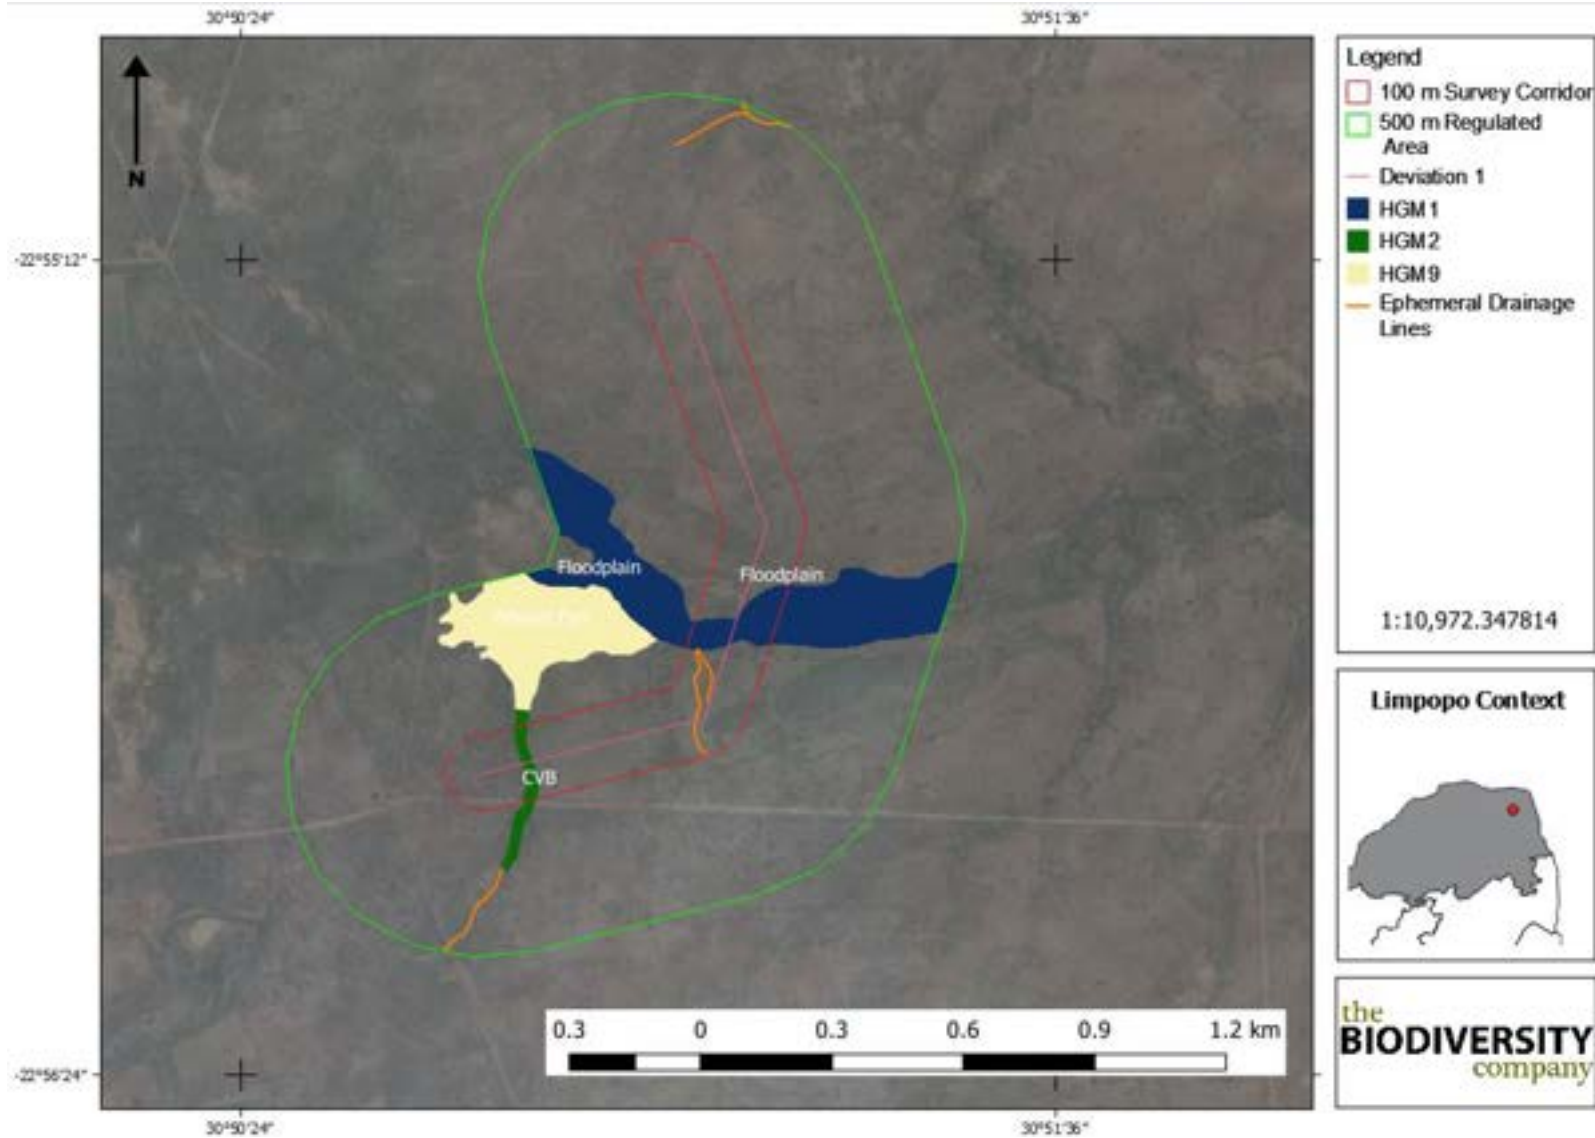 30°50'24"
30°51'36"
N
-22°55'12"
-22°56'24"
Floodplain
Floodplain
CVB
0.3 0 0.3 0.6 0.9 1.2 km
30°50'24"
30°51'36"
Legend
100 m Survey Corridor
500 m Regulated
Area
Deviation 1
HGM 1
HGM 2
HGM 9
Ephemeral Drainage
Lines
1:10,972.347814
Limpopo Context
the
BIODIVERSITY
company